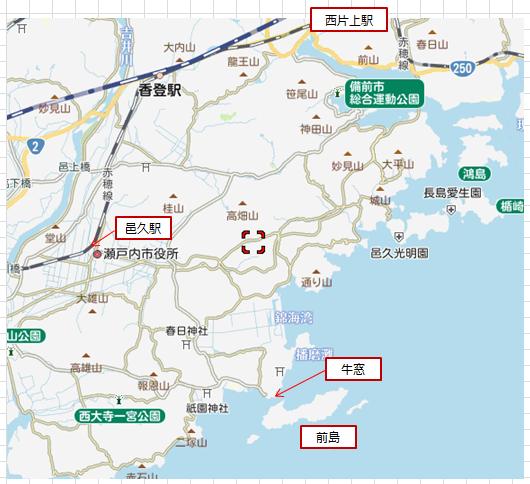 西片上駅
吉井川
大内山
龍王山
前山
赤穂線
春日山
250
香登駅
笹尾山
備前市
総合運動公園
妙見山
神田山
2
邑上橋
妙見山
大平山
鴻島
下橋
赤穂線
桂山
高畑山
城山
長島愛生園
楯崎
邑久駅
堂山
瀬戸内市役所
邑久光明園
橋
通り山
大雄山
錦海湾
春日神社
山公園
播磨灘
高雄山
報恩山
牛窓
西大寺一宮公園
祇園神社
前島
二塚山
赤石山